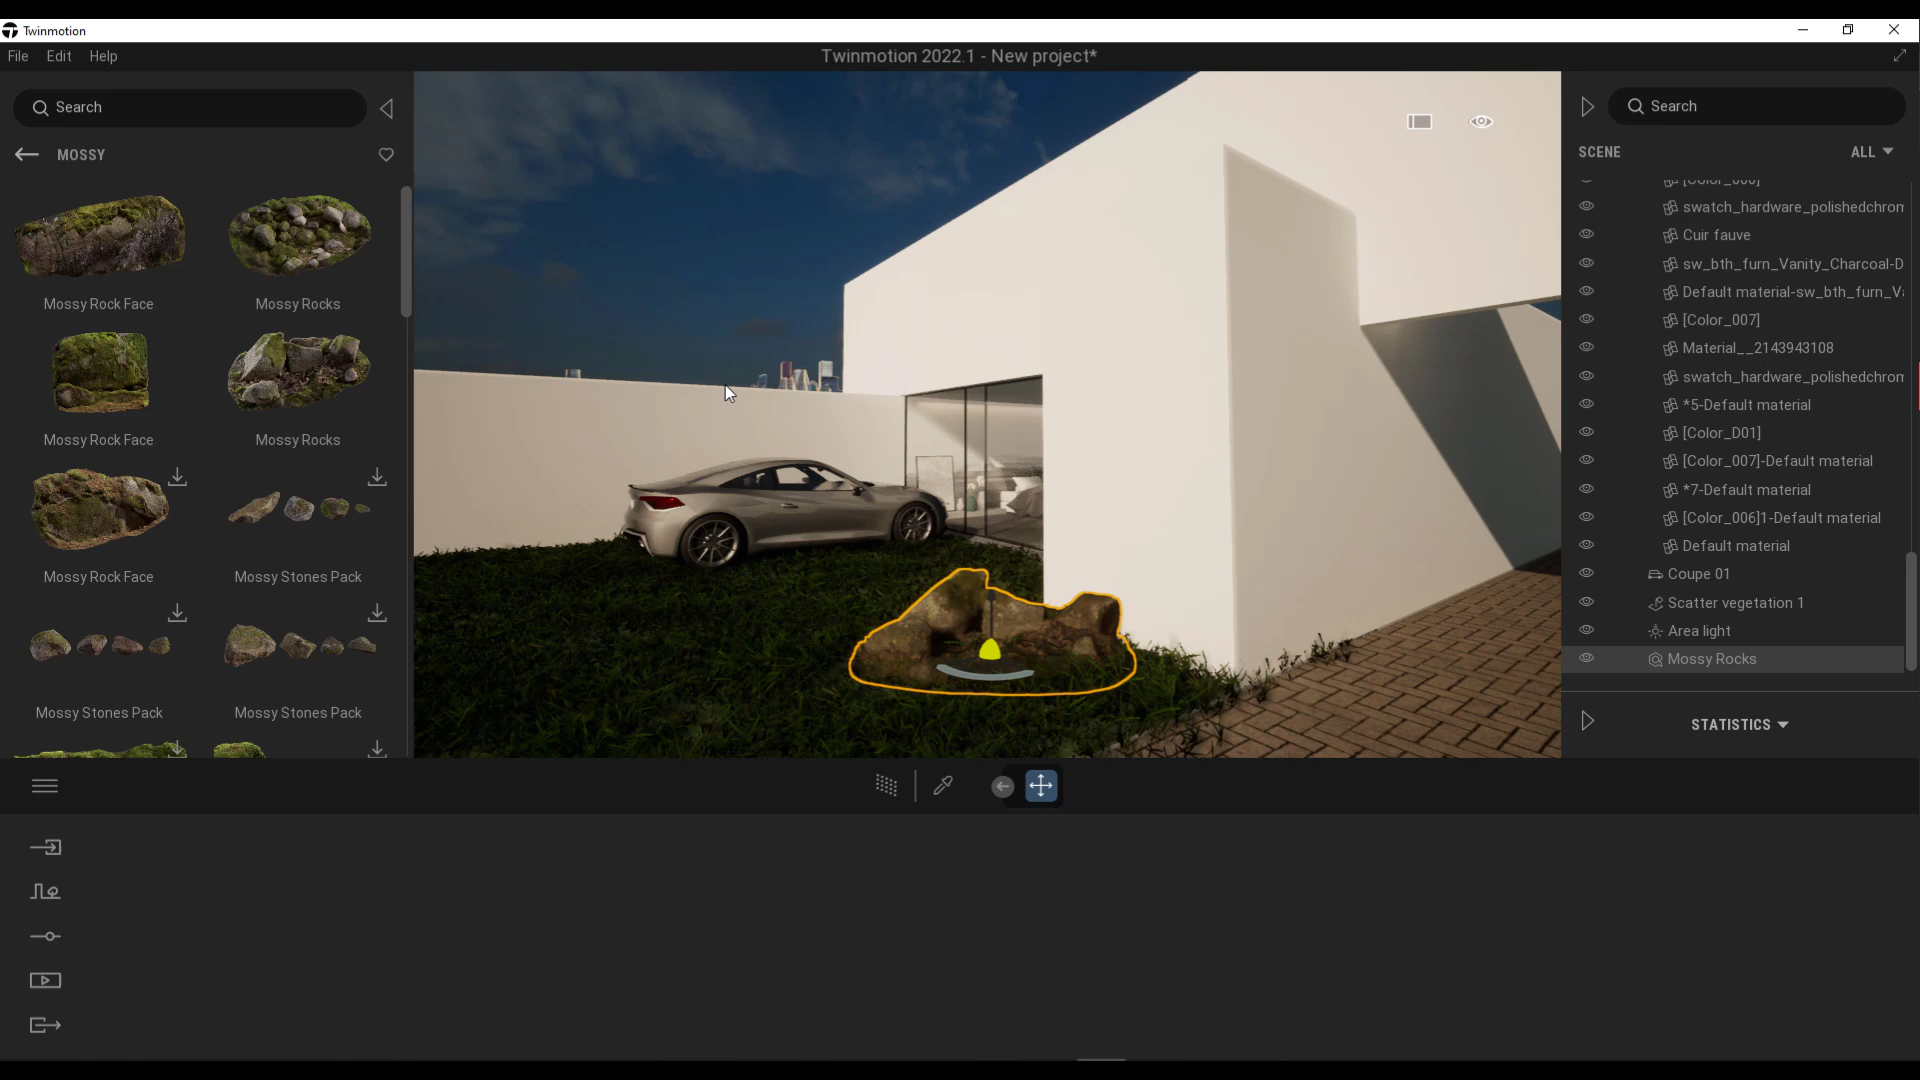 Twinmotion
File Edit Help
Twinmotion 2022.1 - New project*
Search
MOSSY
Mossy Rock Face
Mossy Rocks
Mossy Rock Face
Mossy Rocks
Mossy Rock Face
Mossy Stones Pack
Mossy Stones Pack
Mossy Stones Pack
Search
SCENE
ALL
swatch_hardware_polishedchrom
Cuir fauve
sw_bth_furn_Vanity_Charcoal-D
Default material-sw_bth_furn_Va
[Color_007]
Material__2143943108
swatch_hardware_polishedchrom
*5-Default material
[Color_D01]
[Color_007]-Default material
*7-Default material
[Color_006]1-Default material
Default material
Coupe 01
Scatter vegetation 1
Area light
Mossy Rocks
STATISTICS